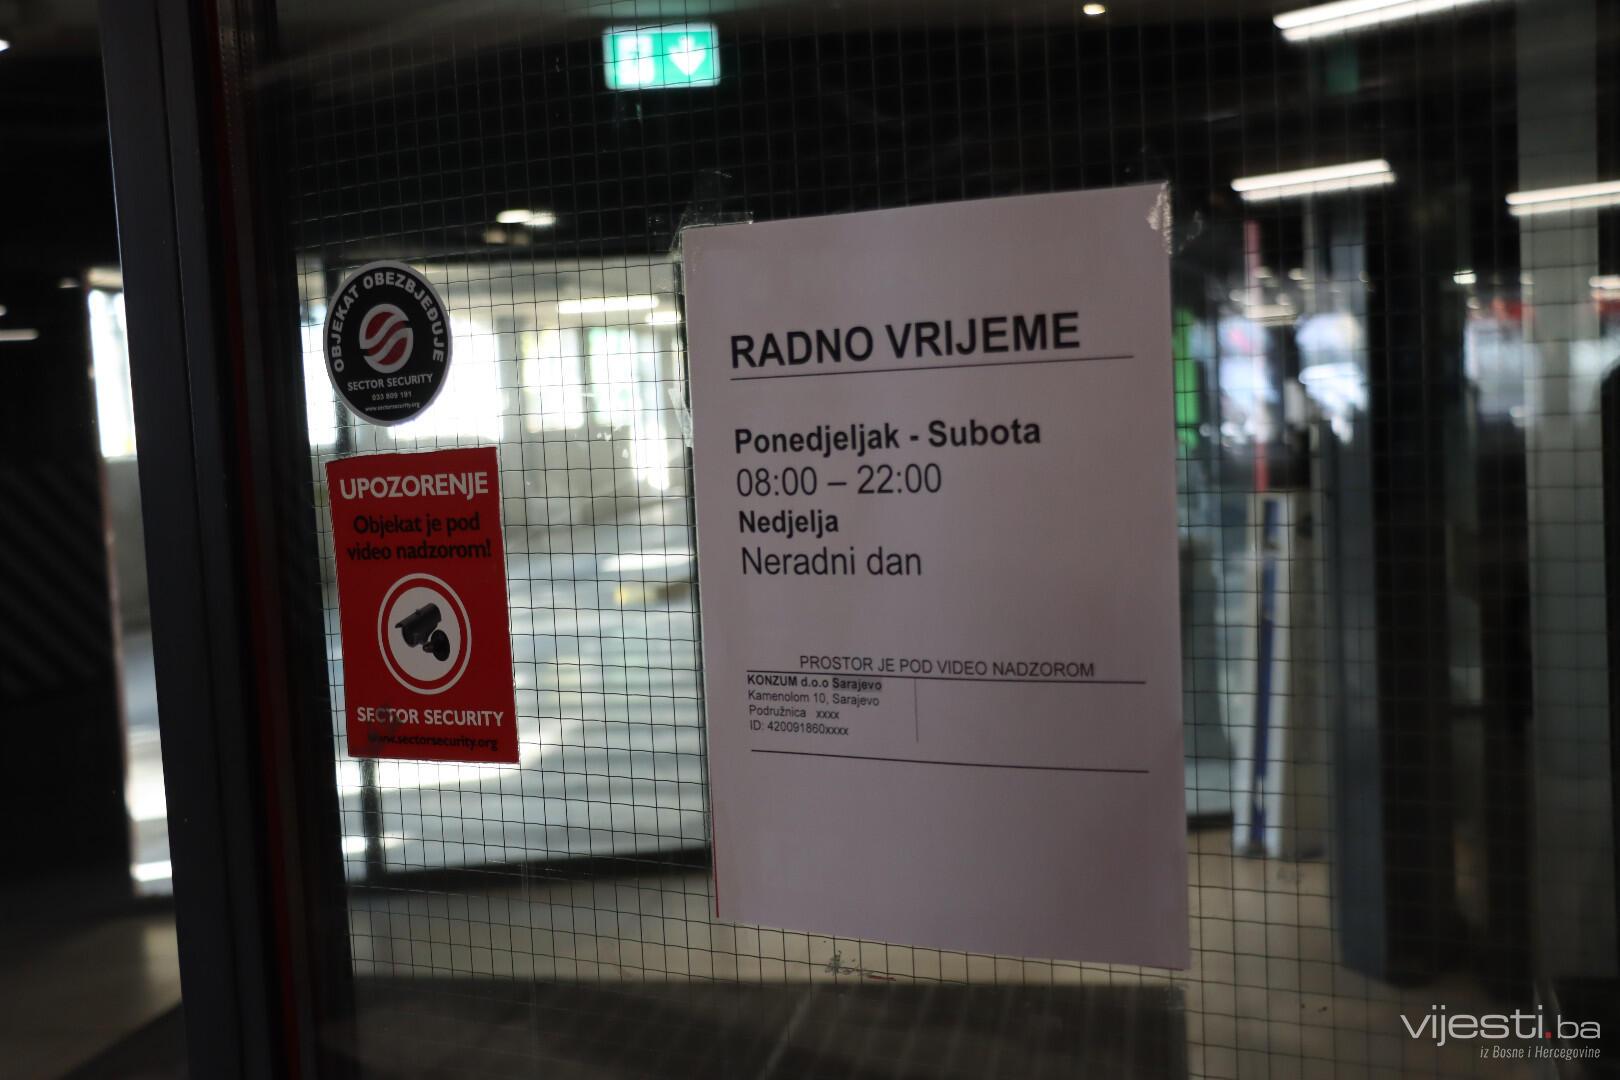 OBJEKAT OBEZBJEĐUJE
SECTOR SECURITY
033 809 191
www.sectorsecurity.org
UPOZORENJE
Objekat je pod
video nadzorom!
SECTOR SECURITY
www.sectorsecurity.org
RADNO VRIJEME
Ponedjeljak - Subota
08:00 – 22:00
Nedjelja
Neradni dan
PROSTOR JE POD VIDEO NADZOROM
KONZUM d.o.o Sarajevo
Kamenolom 10, Sarajevo
Podružnica xxxx
ID: 420091860xxxx
vijesti.ba
iz Bosne i Hercegovine